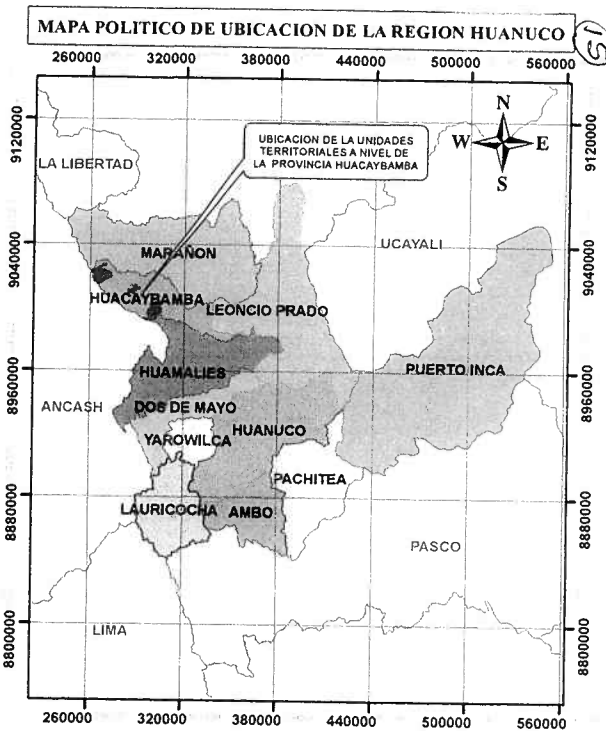 MAPA POLITICO DE UBICACION DE LA REGION HUANUCO
15
260000 320000 380000 440000 500000 560000
N
W E
S
UBICACION DE LA UNIDADES
TERRITORIALES A NIVEL DE
LA PROVINCIA HUACAYBAMBA
9120000 9120000
LA LIBERTAD
UCAYALI
MARAÑON
9040000 9040000
HUACAYBAMBA
LEONCIO PRADO
HUAMALIES
PUERTO INCA
8960000 8960000
ANCASH
DOS DE MAYO
HUANUCO
YAROWILCA
PACHITEA
8880000 8880000
LAURICOCHA
AMBO
PASCO
LIMA
8800000 8800000
260000 320000 380000 440000 500000 560000